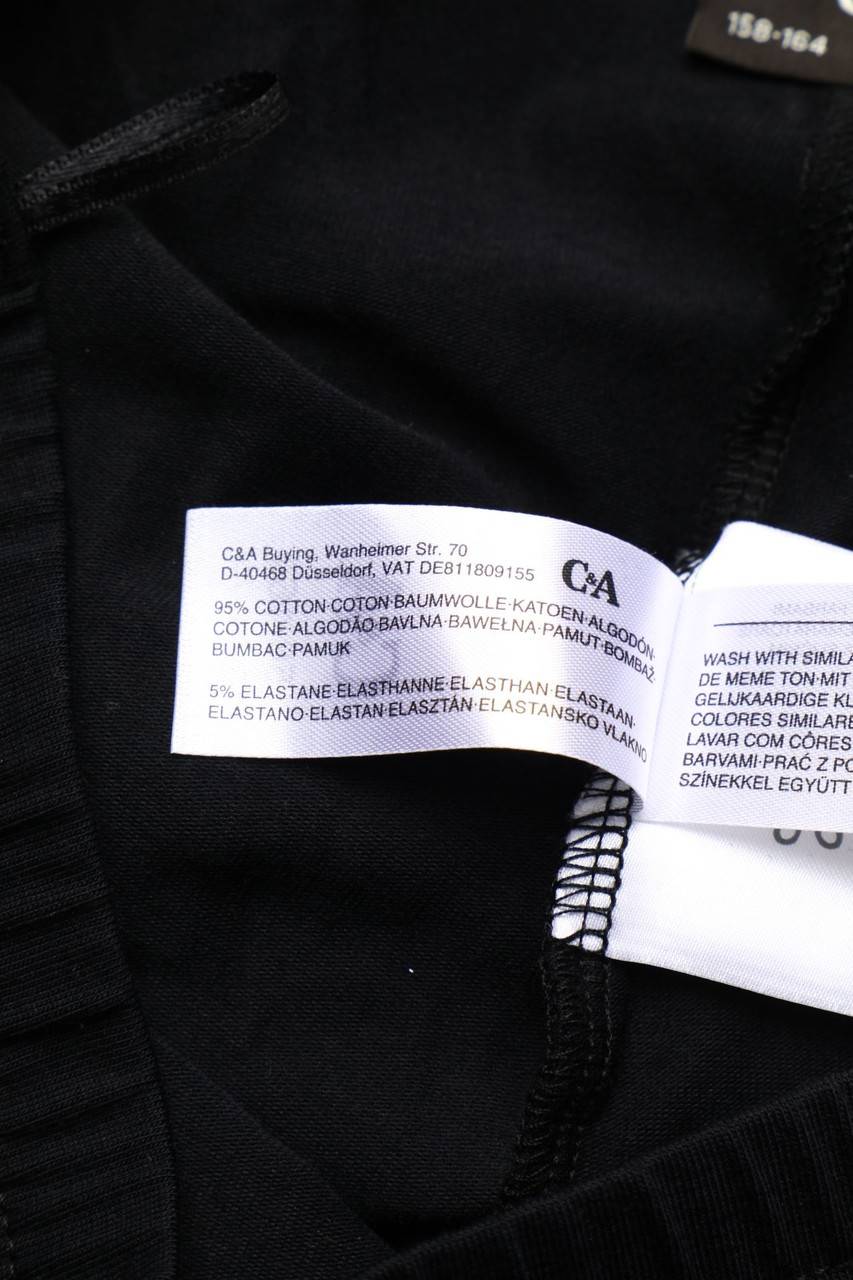 158-164
C&A Buying, Wanheimer Str. 70
D-40468 Düsseldorf, VAT DE811809155
C&A
95% COTTON·COTON·BAUMWOLLE·KATOEN·ALGODÓN·
COTONE·ALGODÃO·BAVLNA·BAWEŁNA·PAMUT·BOMBAŽ·
BUMBAC·PAMUK
5% ELASTANE·ELASTHANNE·ELASTHAN·ELASTAAN·
ELASTANO·ELASTAN·ELASZTÁN·ELASTANSKO VLAKNO
WASH WITH SIMILA
DE MEME TON·MIT
GELIJKAARDIGE KL
COLORES SIMILARE
LAVAR COM CÔRES
BARVAMI·PRAĆ Z PO
SZÍNEKKEL EGYÜTT